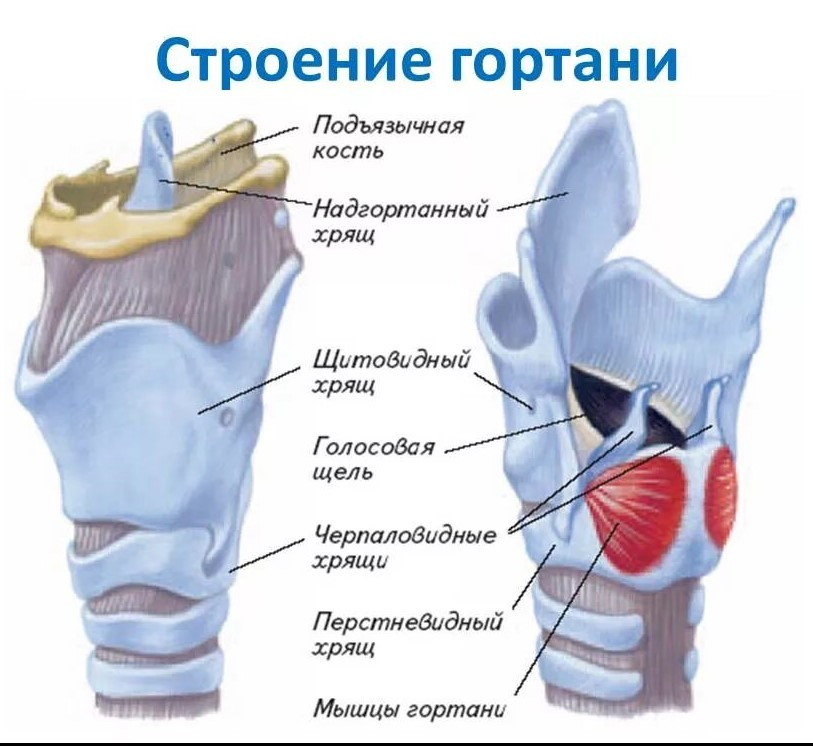 Строение гортани
Подъязычная
кость
Надгортанный
хрящ
Щитовидный
хрящ
Голосовая
щель
Черпаловидные
хрящи
Перстневидный
хрящ
Мышцы гортани